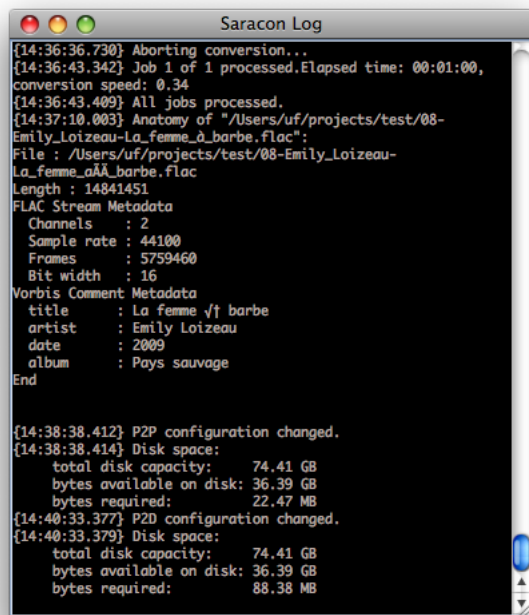 Saracon Log
{14:36:36.730} Aborting conversion...
{14:36:43.342} Job 1 of 1 processed.Elapsed time: 00:01:00,
conversion speed: 0.34
{14:36:43.409} All jobs processed.
{14:37:10.003} Anatomy of "/Users/uf/projects/test/08-
Emily_Loizeau-La_femme_à_barbe.flac":
File : /Users/uf/projects/test/08-Emily_Loizeau-
La_femme_aÃÄ_barbe.flac
Length : 14841451
FLAC Stream Metadata
Channels : 2
Sample rate : 44100
Frames : 5759460
Bit width : 16
Vorbis Comment Metadata
title : La femme √† barbe
artist : Emily Loizeau
date : 2009
album : Pays sauvage
End
{14:38:38.412} P2P configuration changed.
{14:38:38.414} Disk space:
total disk capacity: 74.41 GB
bytes available on disk: 36.39 GB
bytes required: 22.47 MB
{14:40:33.377} P2D configuration changed.
{14:40:33.379} Disk space:
total disk capacity: 74.41 GB
bytes available on disk: 36.39 GB
bytes required: 88.38 MB